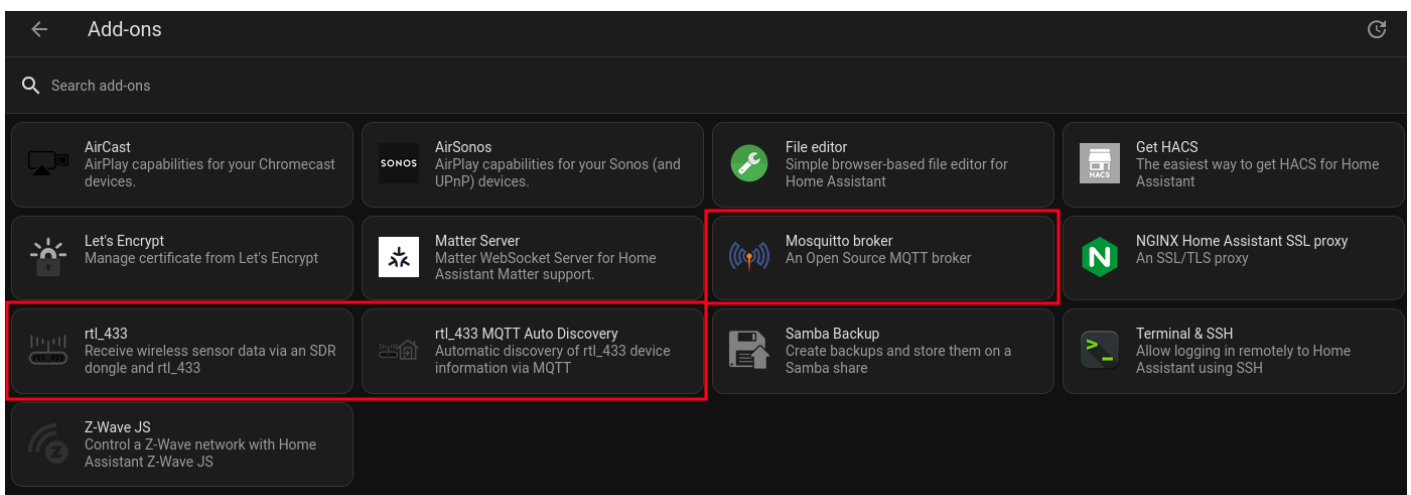 Add-ons
Search add-ons
AirCast
AirPlay capabilities for your Chromecast
devices.
SONOS
AirSonos
AirPlay capabilities for your Sonos (and
UPnP) devices.
File editor
Simple browser-based file editor for
Home Assistant
HACS
Get HACS
The easiest way to get HACS for Home
Assistant
Let's Encrypt
Manage certificate from Let's Encrypt
Matter Server
Matter WebSocket Server for Home
Assistant Matter support.
Mosquitto broker
An Open Source MQTT broker
N
NGINX Home Assistant SSL proxy
An SSL/TLS proxy
rtl_433
Receive wireless sensor data via an SDR
dongle and rtl_433
rtl_433 MQTT Auto Discovery
Automatic discovery of rtl_433 device
information via MQTT
Samba Backup
Create backups and store them on a
Samba share
>_
Terminal & SSH
Allow logging in remotely to Home
Assistant using SSH
Z
Z-Wave JS
Control a Z-Wave network with Home
Assistant Z-Wave JS